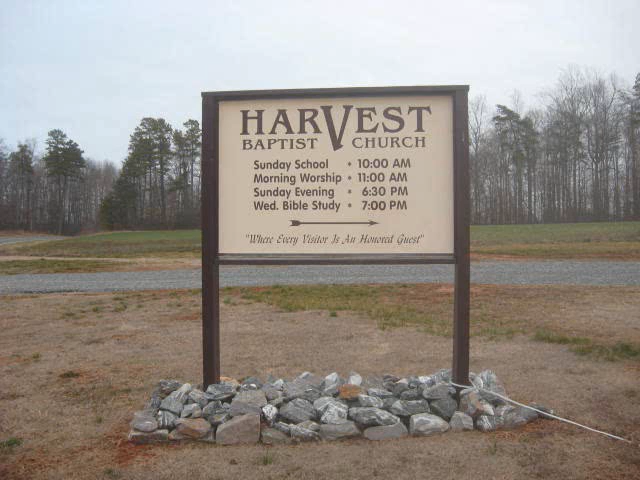 HARVEST
BAPTIST CHURCH
Sunday School • 10:00 AM
Morning Worship • 11:00 AM
Sunday Evening • 6:30 PM
Wed. Bible Study • 7:00 PM
"Where Every Visitor Is An Honored Guest"